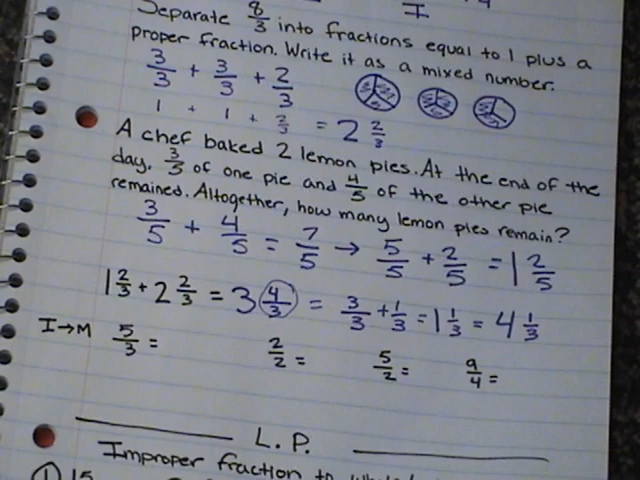 Separate 8/3 into fractions equal to 1 plus a
proper fraction. Write it as a mixed number.
3/3 + 3/3 + 2/3
1 + 1 + 2/3 = 2 2/3
A chef baked 2 lemon pies. At the end of the
day, 3/5 of one pie and 4/5 of the other pie
remained. Altogether, how many lemon pies remain?
3/5 + 4/5 = 7/5 → 5/5 + 2/5 = 1 2/5
1 2/3 + 2 2/3 = 3 4/3 = 3/3 + 1/3 = 1 1/3 = 4 1/3
I→M 5/3 = 2/2 = 5/2 = 9/4 =
L.P.
Improper fraction to
1 15